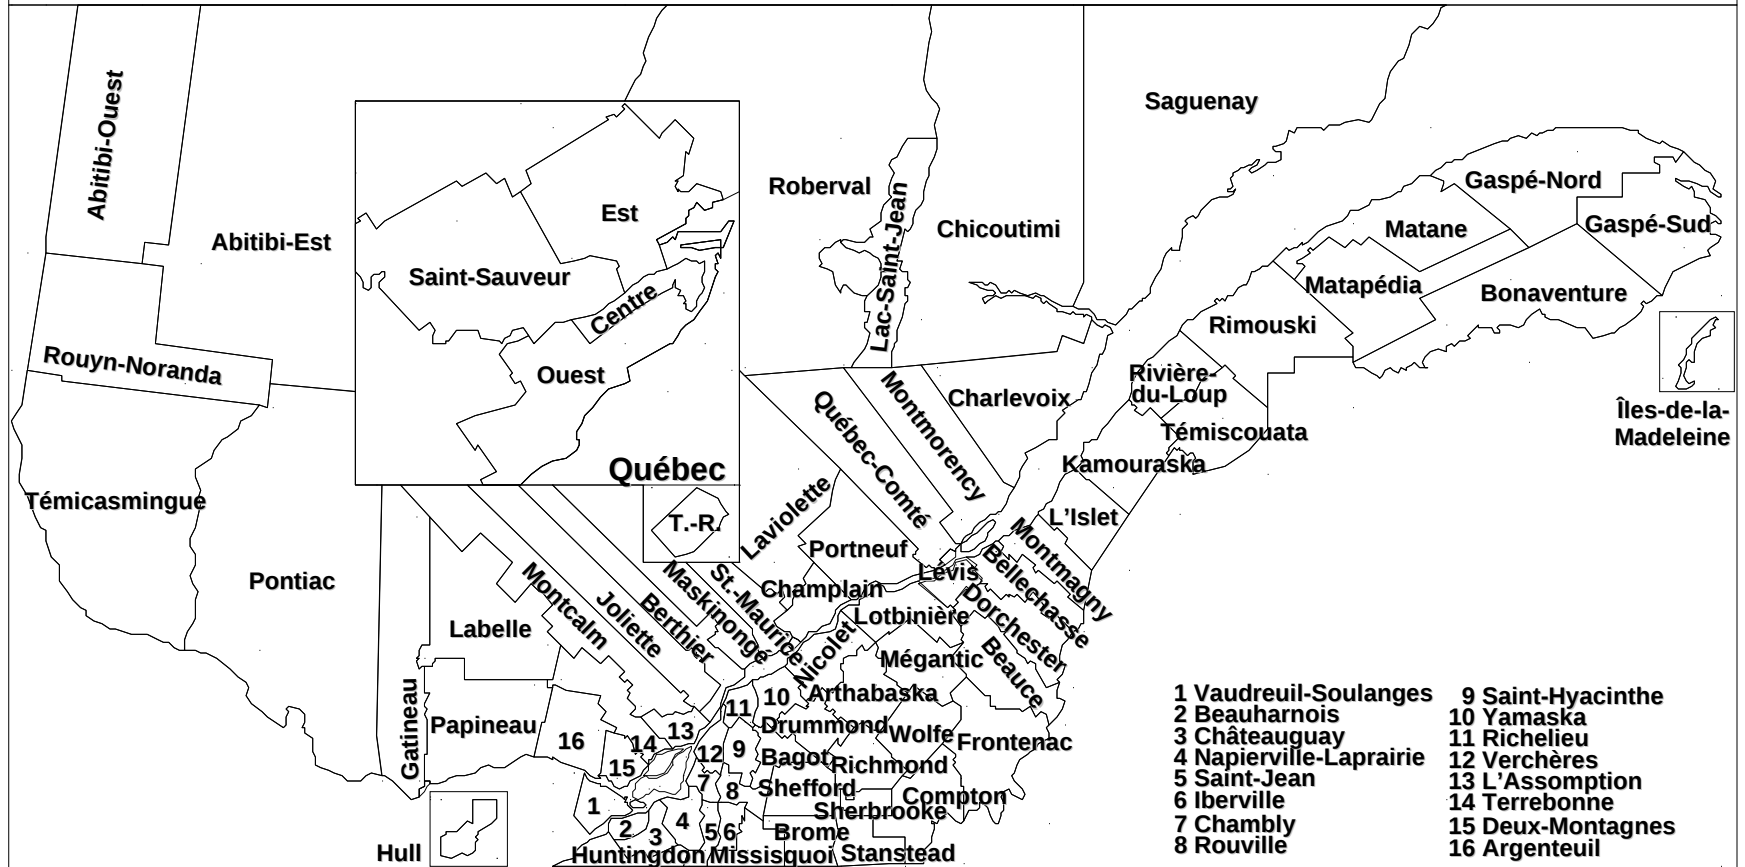 Abitibi-Ouest
Abitibi-Est
Rouyn-Noranda
Témicasmingue
Pontiac
Saint-Sauveur
Est
Centre
Ouest
Québec
T.-R.
Roberval
Lac-Saint-Jean
Chicoutimi
Saguenay
Gaspé-Nord
Matane
Gaspé-Sud
Matapédia
Bonaventure
Rimouski
Îles-de-la-
Madeleine
Rivière-
du-Loup
Témiscouata
Kamouraska
L'Islet
Charlevoix
Montmorency
Québec-Comté
Laviolette
Portneuf
Champlain
St.-Maurice
Maskinongé
Berthier
Joliette
Montcalm
Labelle
Gatineau
Papineau
Hull
Lévis
Bellechasse
Montmagny
Dorchester
Beauce
Lotbinière
Nicolet
Mégantic
Arthabaska
Drummond
Wolfe
Frontenac
Bagot
Richmond
Shefford
Compton
Sherbrooke
Brome
Stanstead
Missisquoi
Huntingdon
10
11
13
16
14
12
9
15
7
8
1
2
3
4
5
6
1 Vaudreuil-Soulanges
2 Beauharnois
3 Châteauguay
4 Napierville-Laprairie
5 Saint-Jean
6 Iberville
7 Chambly
8 Rouville
9 Saint-Hyacinthe
10 Yamaska
11 Richelieu
12 Verchères
13 L'Assomption
14 Terrebonne
15 Deux-Montagnes
16 Argenteuil